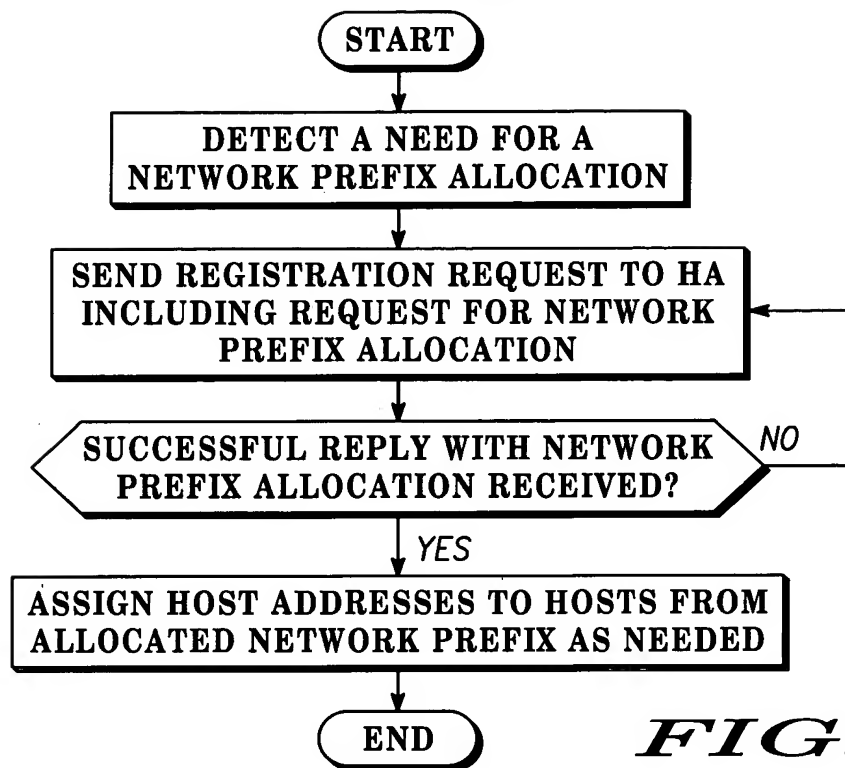 START
DETECT A NEED FOR A
NETWORK PREFIX ALLOCATION
SEND REGISTRATION REQUEST TO HA
INCLUDING REQUEST FOR NETWORK
PREFIX ALLOCATION
SUCCESSFUL REPLY WITH NETWORK
PREFIX ALLOCATION RECEIVED?
NO
YES
ASSIGN HOST ADDRESSES TO HOSTS FROM
ALLOCATED NETWORK PREFIX AS NEEDED
END
FIG.